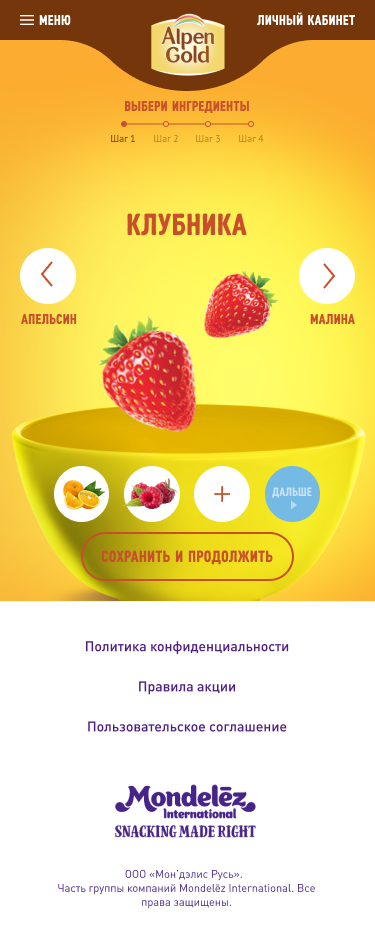 МЕНЮ
Alpen
Gold
ЛИЧНЫЙ КАБИНЕТ
ВЫБЕРИ ИНГРЕДИЕНТЫ
Шаг 1 Шаг 2 Шаг 3 Шаг 4
КЛУБНИКА
АПЕЛЬСИН
МАЛИНА
ДАЛЬШЕ
СОХРАНИТЬ И ПРОДОЛЖИТЬ
Политика конфиденциальности
Правила акции
Пользовательское соглашение
Mondelēz
International
SNACKING MADE RIGHT
ООО «Мон'дэлис Русь».
Часть группы компаний Mondelēz International. Все
права защищены.